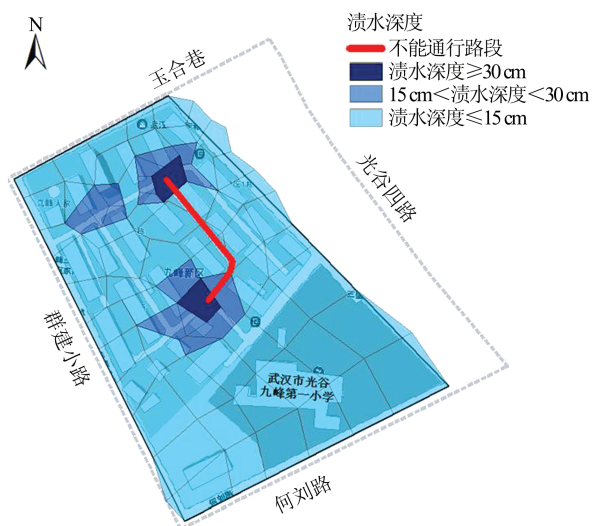 N
渍水深度
不能通行路段
渍水深度≥30 cm
15 cm<渍水深度<30 cm
渍水深度≤15 cm
玉合巷
光谷四路
九峰新区
群建小路
武汉市光谷
九峰第一小学
何刘路